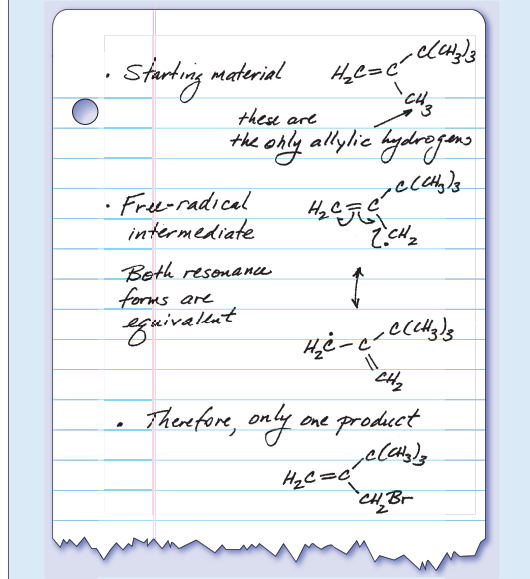 · Starting material
H₂C=C
C(CH₃)₃
CH₃
these are
the only allylic hydrogens
· Free-radical
intermediate
H₂C=C
C(CH₃)₃
CH₂
Both resonance
forms are
equivalent
H₂Ċ–C
C(CH₃)₃
CH₂
· Therefore, only one product
H₂C=C
C(CH₃)₃
CH₂Br